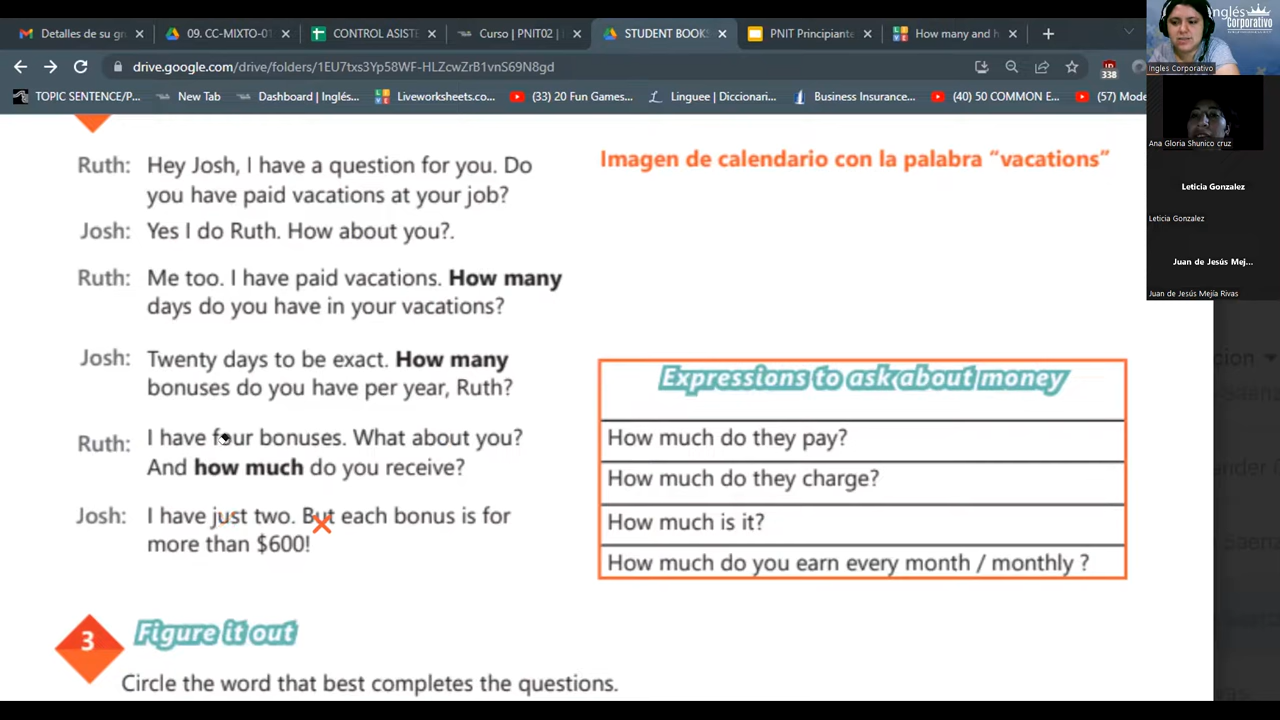 Detalles de su gr
09. CC-MIXTO-01
CONTROL ASISTE
Curso | PNIT02 |
STUDENT BOOKS
PNIT Principiante
How many and h
drive.google.com/drive/folders/1EU7txs3Yp58WF-HLZcwZrB1vnS69N8gd
338
TOPIC SENTENCE/P...
New Tab
Dashboard | Inglés...
Liveworksheets.co...
(33) 20 Fun Games...
Linguee | Diccionari...
Business Insurance...
(40) 50 COMMON E...
(57) Mode
Inglés
Corporativo
Ingles Corporativo
Ana Gloria Shunico cruz
Leticia Gonzalez
Leticia Gonzalez
Juan de Jesús Mej...
Juan de Jesús Mejía Rivas
Ruth: Hey Josh, I have a question for you. Do
you have paid vacations at your job?
Josh: Yes I do Ruth. How about you?.
Ruth: Me too. I have paid vacations. How many
days do you have in your vacations?
Josh: Twenty days to be exact. How many
bonuses do you have per year, Ruth?
Ruth: I have four bonuses. What about you?
And how much do you receive?
Josh: I have just two. But each bonus is for
more than $600!
Imagen de calendario con la palabra “vacations”
Expressions to ask about money
How much do they pay?
How much do they charge?
How much is it?
How much do you earn every month / monthly ?
3 Figure it out
Circle the word that best completes the questions.